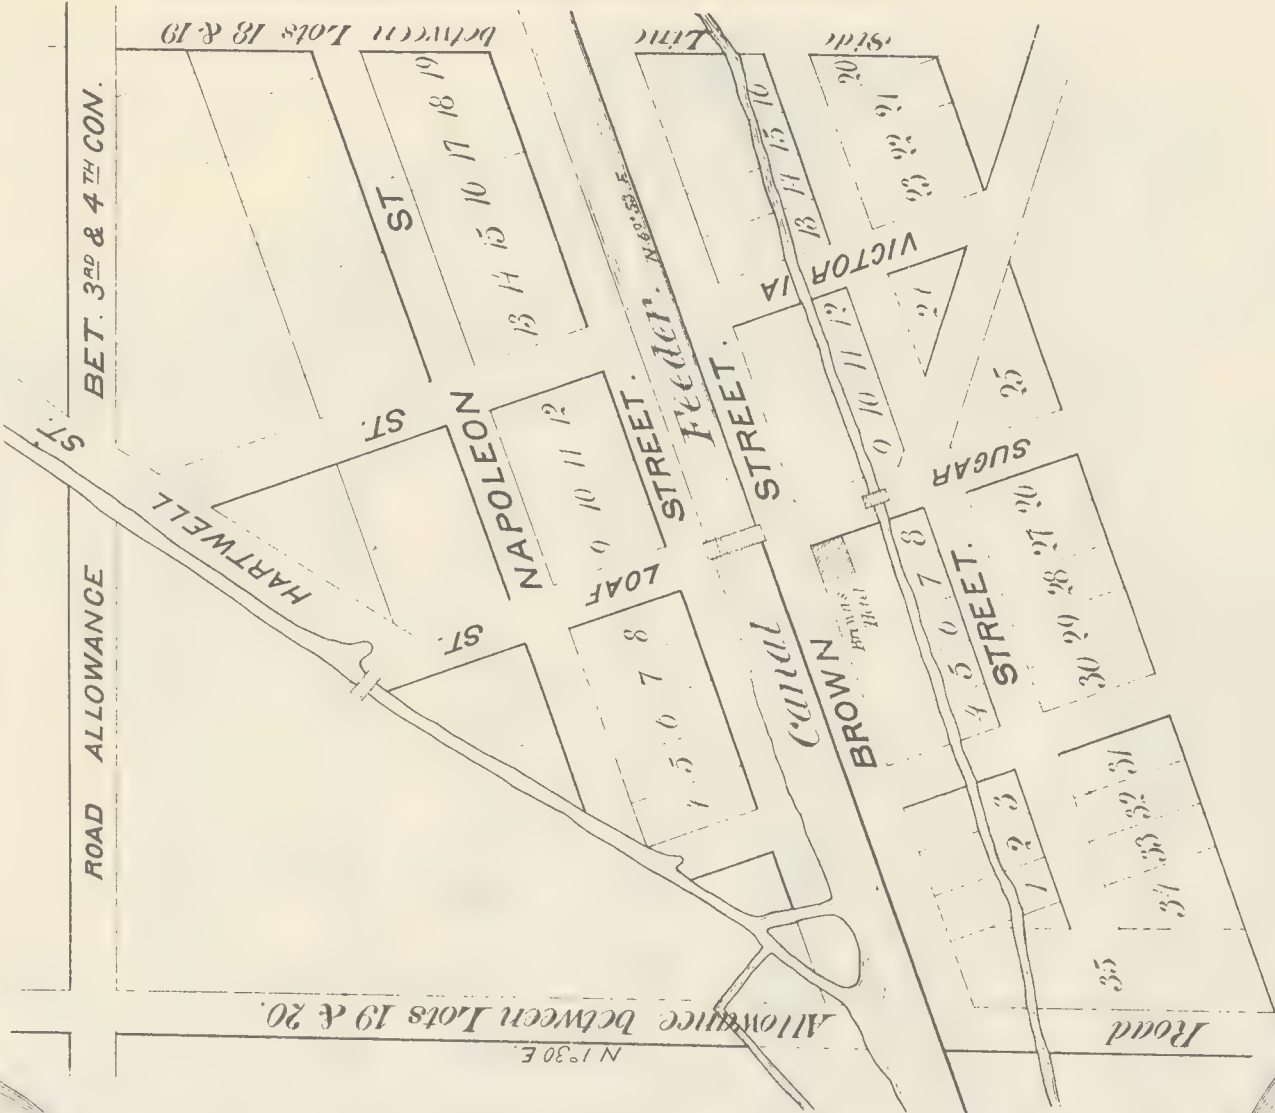 between Lots 18 & 19
Line
Side
ROAD ALLOWANCE BET. 3RD & 4TH CON.
HARTWELL ST.
NAPOLEON ST
ST.
ST.
LOAF
STREET.
Canal Feeder.
BROWN STREET.
VICTORIA
SUGAR
STREET.
Browns
Hotel
13 14 15 16 17 18 19
9 10 11 12
4 5 6 7 8
13 14 15 16
9 10 11 12
4 5 6 7 8
1 2 3
20
21
22
23
24
25
26
27
28
29
30
31
32
33
34
35
Road Allowance between Lots 19 & 20.
N 1° 30 E.